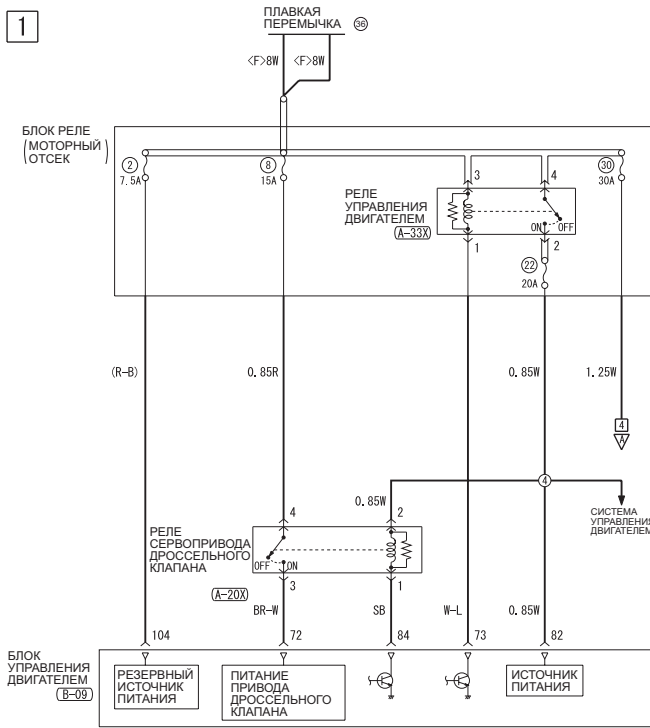 1
ПЛАВКАЯ
ПЕРЕМЫЧКА 36
<F>8W <F>8W
БЛОК РЕЛЕ
(МОТОРНЫЙ
ОТСЕК)
2
7.5A
8
15A
3
4
30
30A
РЕЛЕ
УПРАВЛЕНИЯ
ДВИГАТЕЛЕМ
A-33X
ON OFF
1
2
22
20A
(R-B)
0.85R
0.85W
1.25W
4
A
4
0.85W
СИСТЕМА
УПРАВЛЕНИЯ
ДВИГАТЕЛЕМ
4
2
РЕЛЕ
СЕРВОПРИВОДА
ДРОССЕЛЬНОГО
КЛАПАНА
OFF ON
A-20X
3
1
BR-W
SB
W-L
0.85W
104
72
84
73
82
БЛОК
УПРАВЛЕНИЯ
ДВИГАТЕЛЕМ
B-09
РЕЗЕРВНЫЙ
ИСТОЧНИК
ПИТАНИЯ
ПИТАНИЕ
ПРИВОДА
ДРОССЕЛЬНОГО
КЛАПАНА
ИСТОЧНИК
ПИТАНИЯ